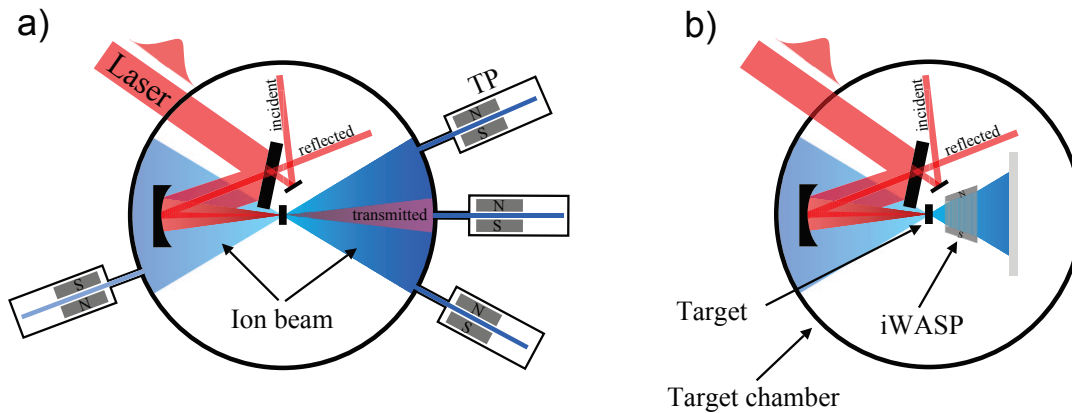 a)
Laser
incident
reflected
TP
N
S
transmitted
N
S
N
S
S
N
Ion beam
b)
incident
reflected
N
S
Target
iWASP
Target chamber